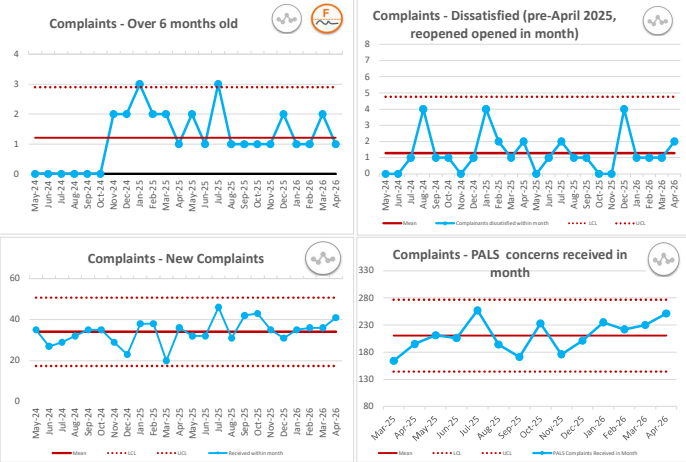 Complaints - Over 6 months old
F
4
3
2
1
0
May-24
Jun-24
Jul-24
Aug-24
Sep-24
Oct-24
Nov-24
Dec-24
Jan-25
Feb-25
Mar-25
Apr-25
May-25
Jun-25
Jul-25
Aug-25
Sep-25
Oct-25
Nov-25
Dec-25
Jan-26
Feb-26
Mar-26
Apr-26
Complaints - Dissatisfied (pre-April 2025,
reopened opened in month)
8
7
6
5
4
3
2
1
0
May-24
Jun-24
Jul-24
Aug-24
Sep-24
Oct-24
Nov-24
Dec-24
Jan-25
Feb-25
Mar-25
Apr-25
May-25
Jun-25
Jul-25
Aug-25
Sep-25
Oct-25
Nov-25
Dec-25
Jan-26
Feb-26
Mar-26
Apr-26
Mean
Complainants dissatisfied within month
LCL
UCL
Complaints - New Complaints
60
40
20
0
May-24
Jun-24
Jul-24
Aug-24
Sep-24
Oct-24
Nov-24
Dec-24
Jan-25
Feb-25
Mar-25
Apr-25
May-25
Jun-25
Jul-25
Aug-25
Sep-25
Oct-25
Nov-25
Dec-25
Jan-26
Feb-26
Mar-26
Apr-26
Mean
LCL
UCL
Received within month
Complaints - PALS concerns received in
month
330
280
230
180
130
80
Mar-25
Apr-25
May-25
Jun-25
Jul-25
Aug-25
Sep-25
Oct-25
Nov-25
Dec-25
Jan-26
Feb-26
Mar-26
Apr-26
Mean
LCL
UCL
PALS Complaints Received in Month